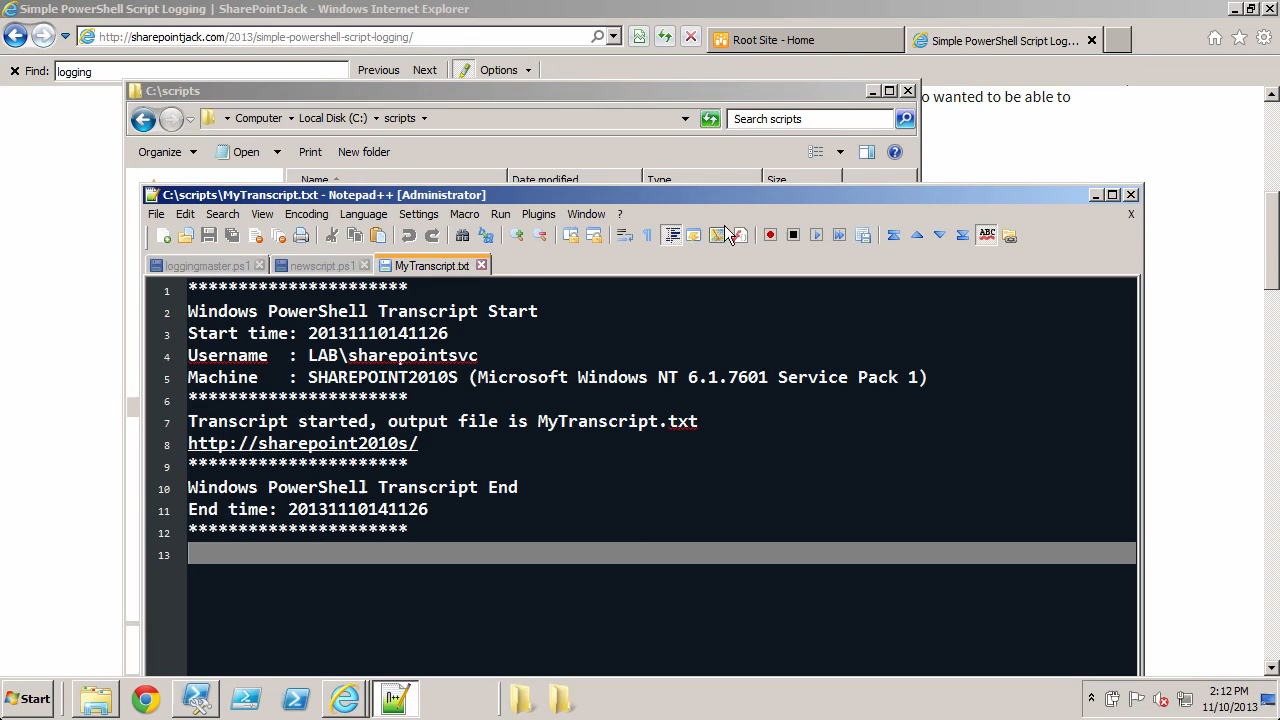 Simple PowerShell Script Logging | SharePointJack - Windows Internet Explorer
http://sharepointjack.com/2013/simple-powershell-script-logging/
Root Site - Home
Simple PowerShell Script Log...
Find: logging Previous Next Options
C:\scripts
o wanted to be able to
Computer Local Disk (C:) scripts
Search scripts
Organize Open Print New folder
Name Date modified Type Size
C:\scripts\MyTranscript.txt - Notepad++ [Administrator]
File Edit Search View Encoding Language Settings Macro Run Plugins Window ? X
loggingmaster.ps1 newscript.ps1 MyTranscript.txt
1 **********************
2 Windows PowerShell Transcript Start
3 Start time: 20131110141126
4 Username  : LAB\sharepointsvc
5 Machine   : SHAREPOINT2010S (Microsoft Windows NT 6.1.7601 Service Pack 1)
6 **********************
7 Transcript started, output file is MyTranscript.txt
8 http://sharepoint2010s/
9 **********************
10 Windows PowerShell Transcript End
11 End time: 20131110141126
12 **********************
13
Start
2:12 PM
11/10/2013